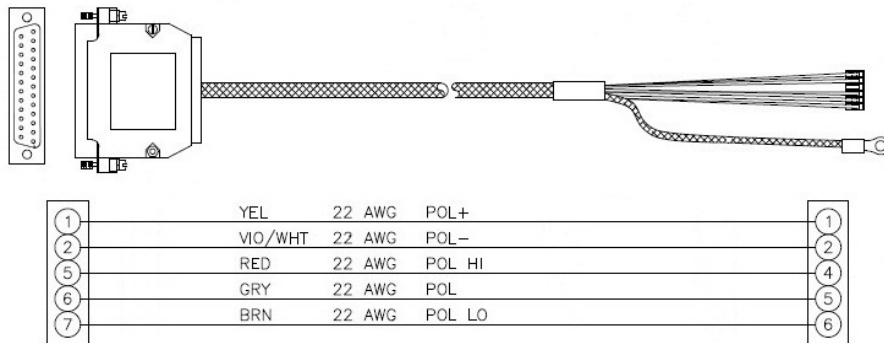 1 YEL 22 AWG POL+ 1
2 VIO/WHT 22 AWG POL− 2
5 RED 22 AWG POL HI 4
6 GRY 22 AWG POL 5
7 BRN 22 AWG POL LO 6